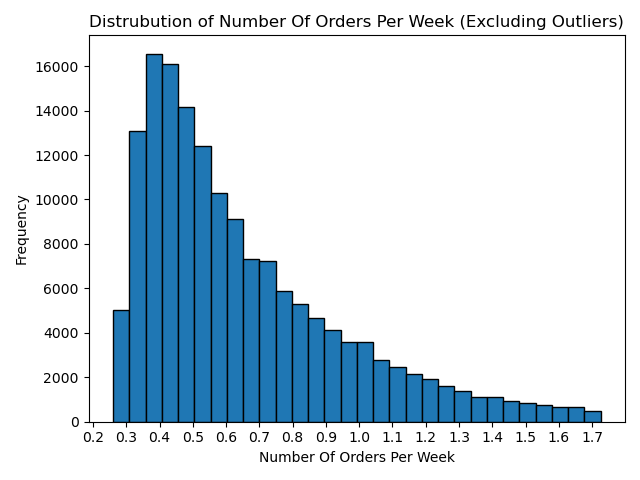 Distrubution of Number Of Orders Per Week (Excluding Outliers)
16000
14000
12000
10000
8000
6000
4000
2000
0
Frequency
0.2 0.3 0.4 0.5 0.6 0.7 0.8 0.9 1.0 1.1 1.2 1.3 1.4 1.5 1.6 1.7
Number Of Orders Per Week